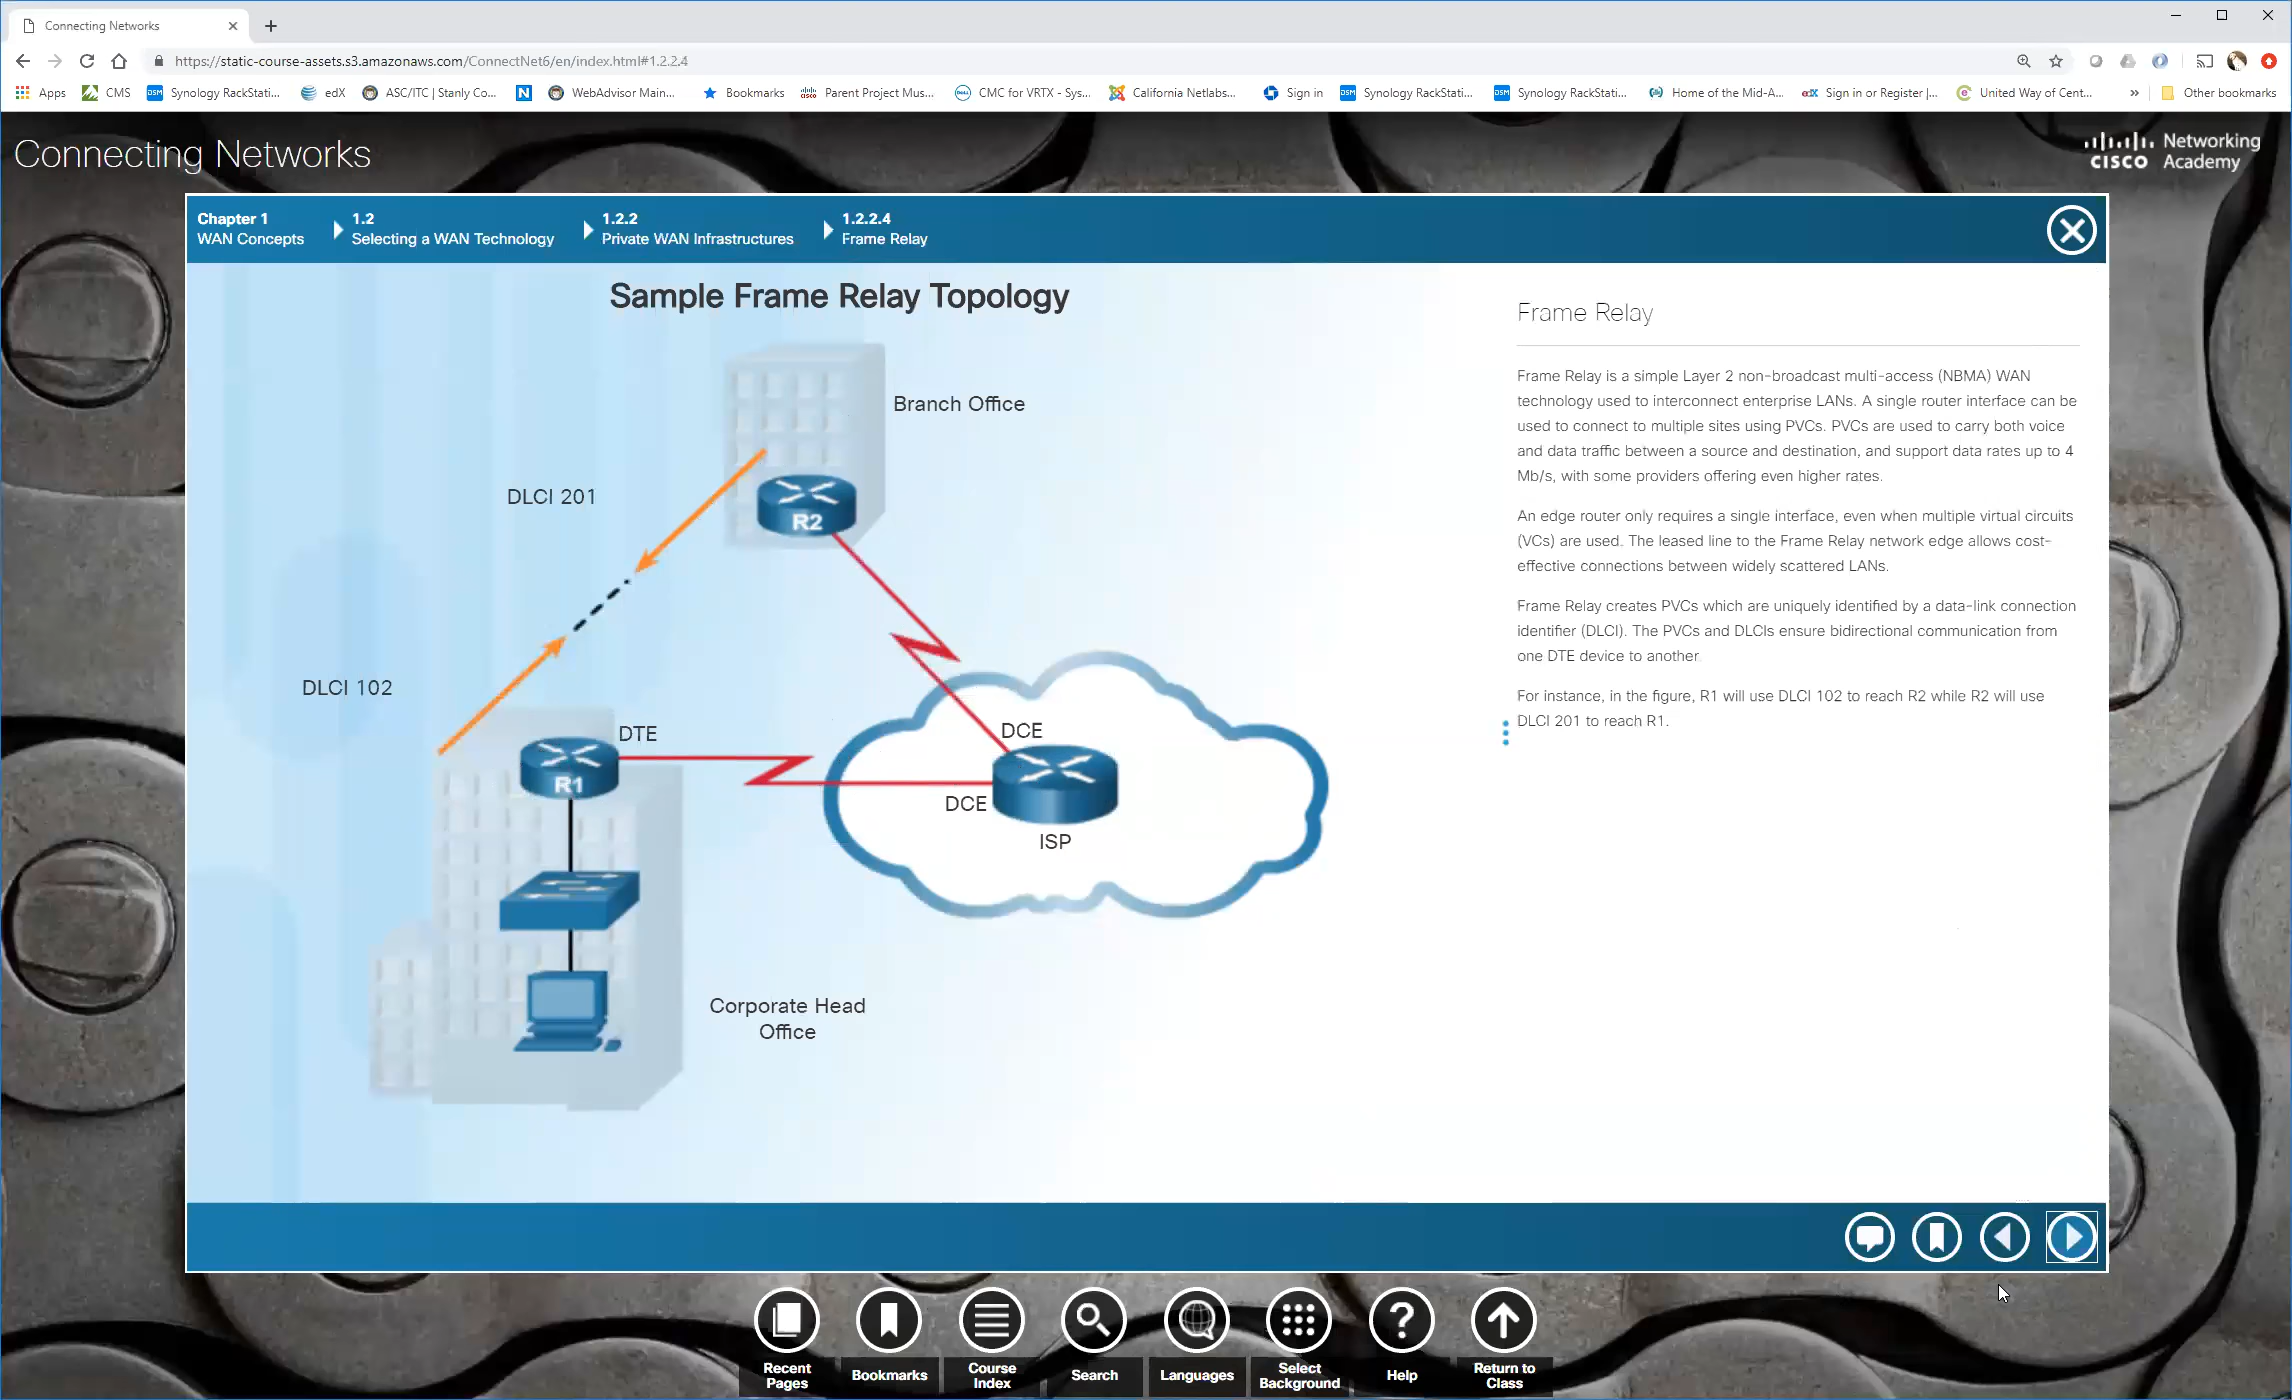 Connecting Networks
https://static-course-assets.s3.amazonaws.com/ConnectNet6/en/index.html#1.2.2.4
Apps
CMS
DSM
Synology RackStati...
edX
ASC/ITC | Stanly Co...
N
WebAdvisor Main...
Bookmarks
Parent Project Mus...
CMC for VRTX - Sys...
California Netlabs...
Sign in
DSM
Synology RackStati...
DSM
Synology RackStati...
Home of the Mid-A...
Sign in or Register |...
United Way of Cent...
»
Other bookmarks
Connecting Networks
CISCO
Networking
Academy
Chapter 1
WAN Concepts
1.2
Selecting a WAN Technology
1.2.2
Private WAN Infrastructures
1.2.2.4
Frame Relay
Sample Frame Relay Topology
Branch Office
DLCI 201
R2
DLCI 102
DTE
R1
DCE
DCE
ISP
Corporate Head
Office
Frame Relay
Frame Relay is a simple Layer 2 non-broadcast multi-access (NBMA) WAN
technology used to interconnect enterprise LANs. A single router interface can be
used to connect to multiple sites using PVCs. PVCs are used to carry both voice
and data traffic between a source and destination, and support data rates up to 4
Mb/s, with some providers offering even higher rates.
An edge router only requires a single interface, even when multiple virtual circuits
(VCs) are used. The leased line to the Frame Relay network edge allows cost-
effective connections between widely scattered LANs.
Frame Relay creates PVCs which are uniquely identified by a data-link connection
identifier (DLCI). The PVCs and DLCIs ensure bidirectional communication from
one DTE device to another.
For instance, in the figure, R1 will use DLCI 102 to reach R2 while R2 will use
DLCI 201 to reach R1.
Recent
Pages
Bookmarks
Course
Index
Search
Languages
Select
Background
?
Help
Return to
Class